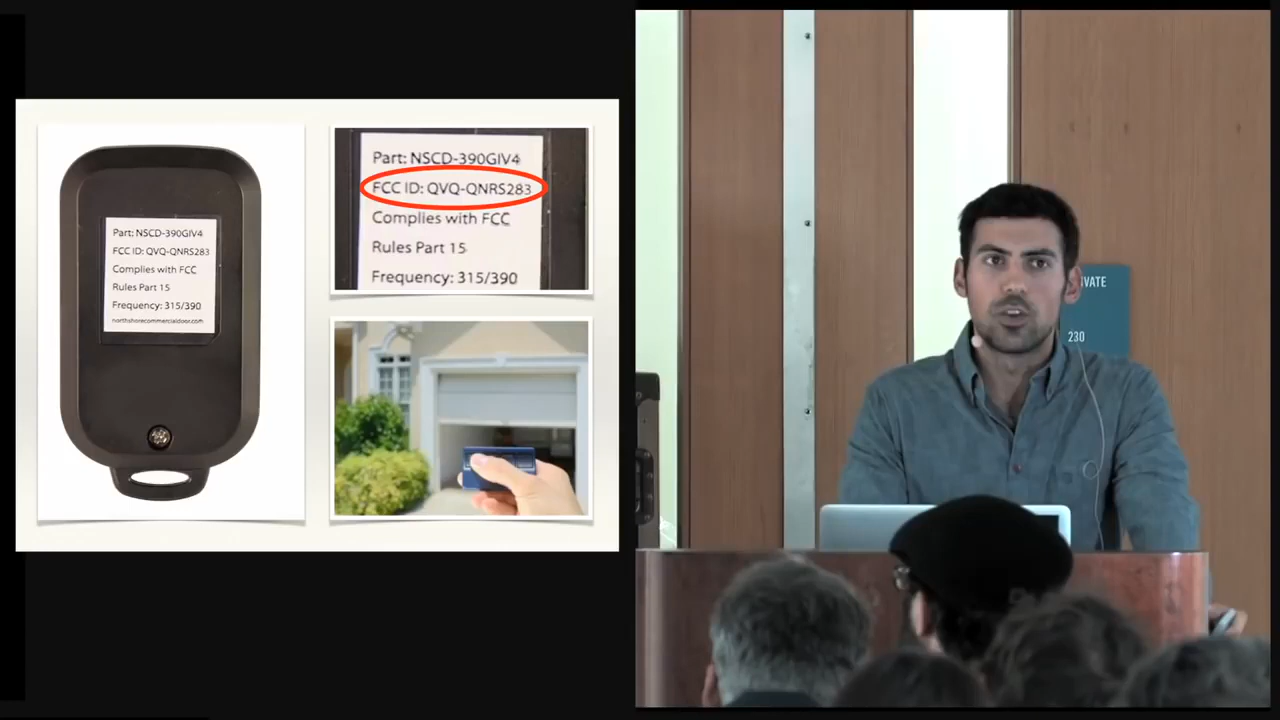 Part: NSCD-390GIV4
FCC ID: QVQ-QNRS283
Complies with FCC
Rules Part 15
Frequency: 315/390
northshorecommercialdoor.com
Part: NSCD-390GIV4
FCC ID: QVQ-QNRS283
Complies with FCC
Rules Part 15
Frequency: 315/390
230